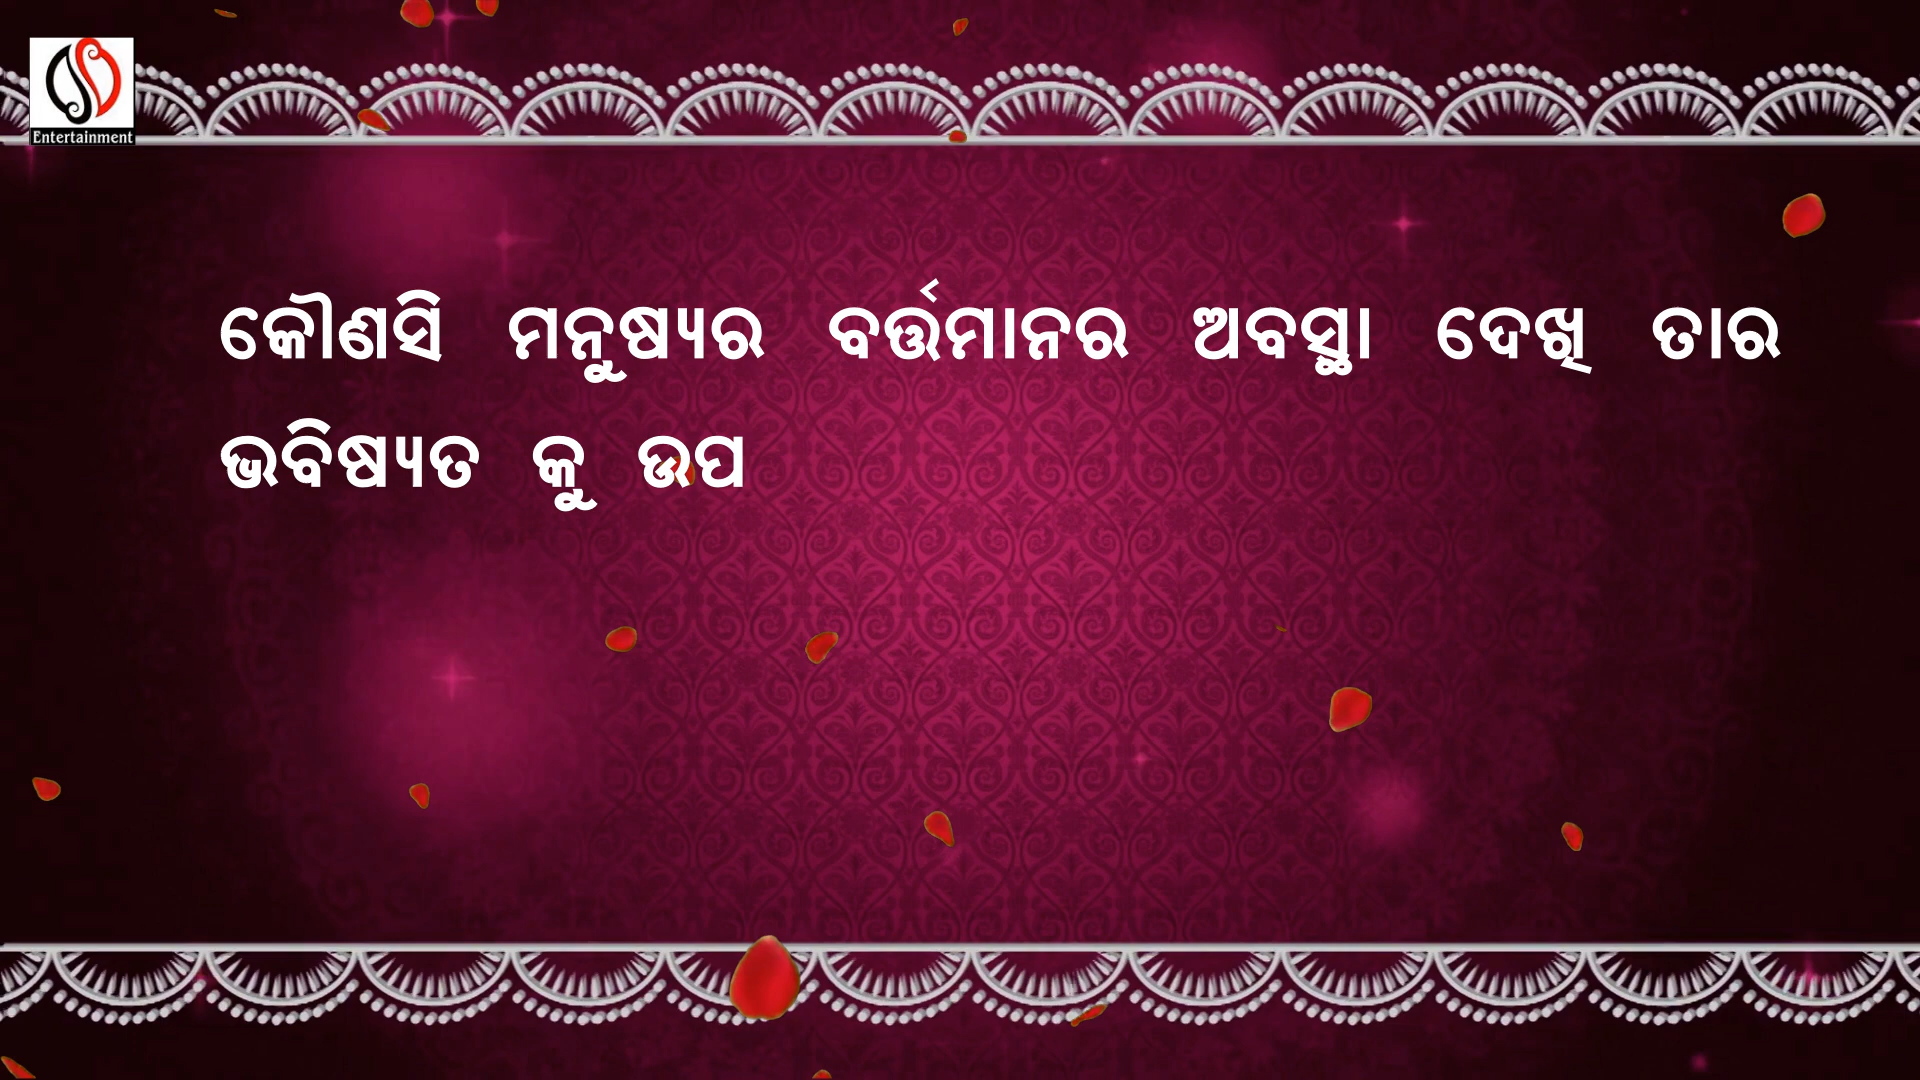 Entertainment
କୌଣସି ମନୁଷ୍ୟର ବର୍ତ୍ତମାନର ଅବସ୍ଥା ଦେଖି ତାର
ଭବିଷ୍ୟତ କୁ ଉପ